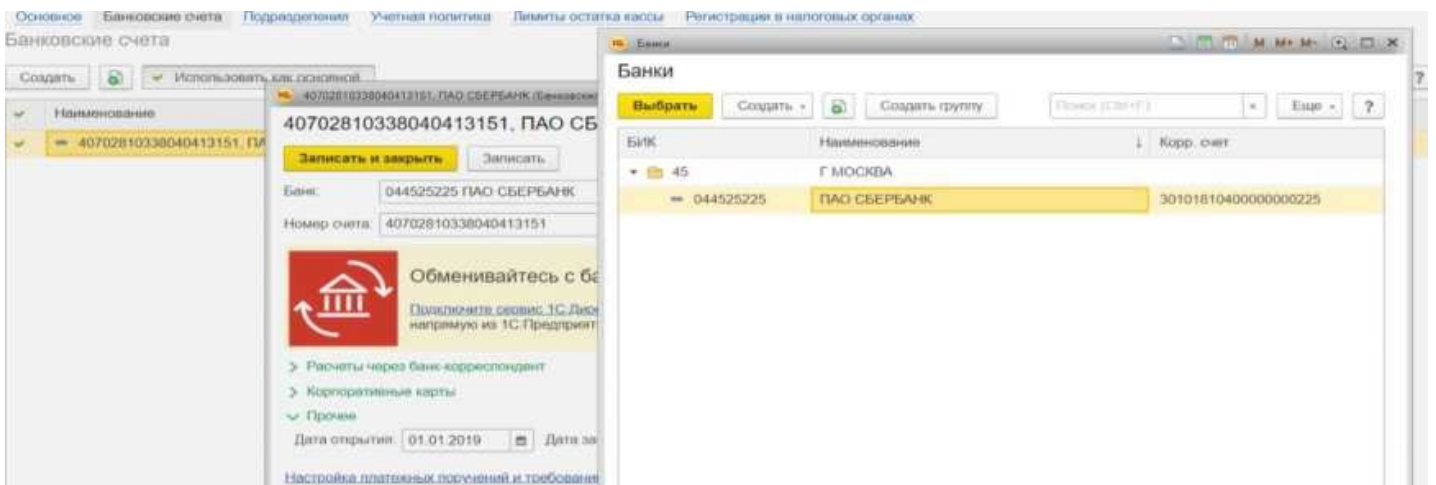 Основное Банковские счета Подразделения Учетная политика Лимиты остатка кассы Регистрации в налоговых органах
Банковские счета
Создать Использовать как основной ?
Наименование
40702810338040413151, ПА
40702810338040413151, ПАО СБЕРБАНК (Банковски
40702810338040413151, ПАО СБ
Записать и закрыть Записать
Банк: 044525225 ПАО СБЕРБАНК
Номер счета: 40702810338040413151
Обменивайтесь с ба
Подключите сервис 1С:Дире
напрямую из 1С:Предприят
Расчеты через банк-корреспондент
Корпоративные карты
Прочее
Дата открытия: 01.01.2019 Дата за
Настройка платежных поручений и требовани
Банки
M M+ M-
Банки
Выбрать Создать Создать группу Поиск (Ctrl+F) × Еще ?
БИК Наименование ↓ Корр. счет
45 Г МОСКВА
044525225 ПАО СБЕРБАНК 30101810400000000225